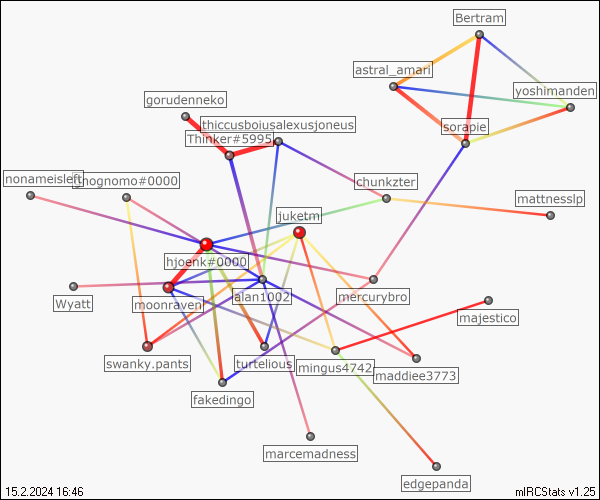 Bertram
astral_amari
yoshimanden
gorudenneko
thiccusboiusalexusjoneus
sorapie
Thinker#5995
nonameisleft
gnognomo#0000
chunkzter
mattnesslp
juketm
hjoenk#0000
Wyatt
moonraven
alan1002
mercurybro
majestico
swanky.pants
turtelious
mingus4742
maddiee3773
fakedingo
marcemadness
edgepanda
15.2.2024 16:46
mIRCStats v1.25